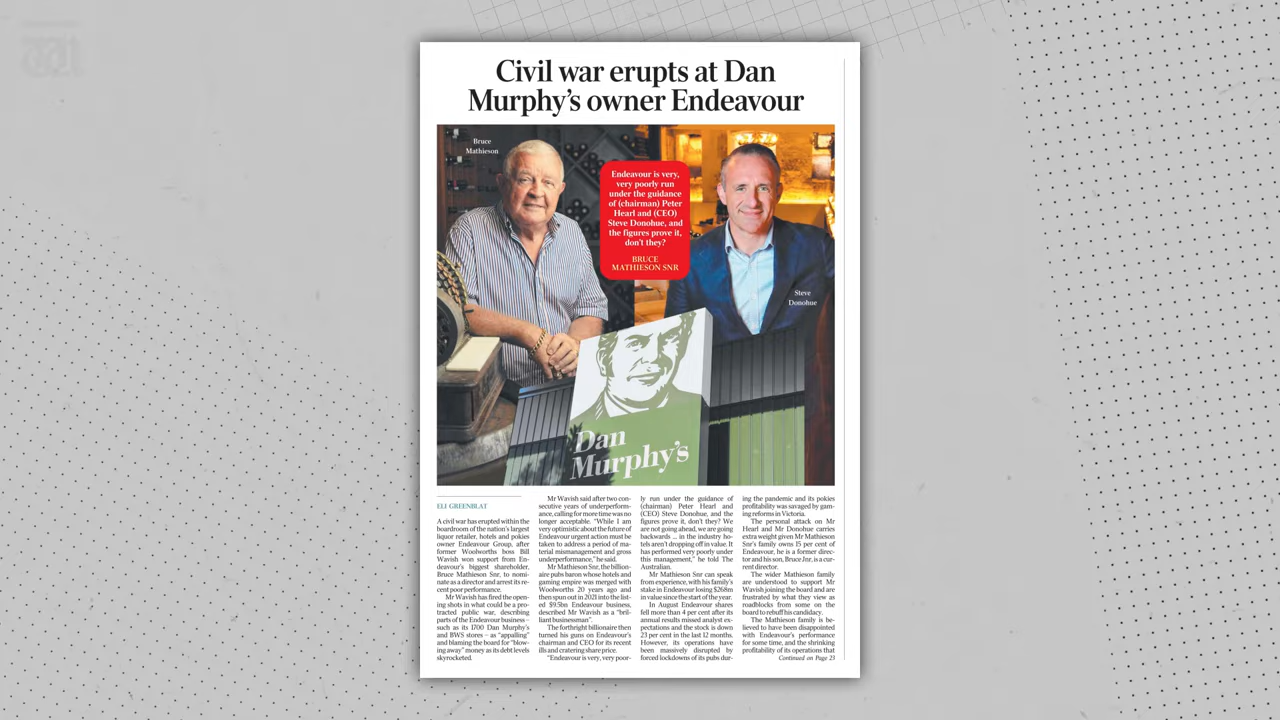 Civil war erupts at Dan
Murphy's owner Endeavour
Bruce
Mathieson
Endeavour is very,
very poorly run
under the guidance
of (chairman) Peter
Hearl and (CEO)
Steve Donohue, and
the figures prove it,
don't they?
BRUCE
MATHIESON SNR
Steve
Donohue
Dan
Murphy's
ELI GREENBLAT
A civil war has erupted within the
boardroom of the nation's largest
liquor retailer, hotels and pokies
owner Endeavour Group, after
former Woolworths boss Bill
Wavish won support from En-
deavour's biggest shareholder,
Bruce Mathieson Snr, to nomi-
nate as a director and arrest its re-
cent poor performance.
Mr Wavish has fired the open-
ing shots in what could be a pro-
tracted public war, describing
parts of the Endeavour business –
such as its 1700 Dan Murphy's
and BWS stores – as "appalling"
and blaming the board for "blow-
ing away" money as its debt levels
skyrocketed.
Mr Wavish said after two con-
secutive years of underperform-
ance, calling for more time was no
longer acceptable. "While I am
very optimistic about the future of
Endeavour urgent action must be
taken to address a period of ma-
terial mismanagement and gross
underperformance," he said.
Mr Mathieson Snr, the billion-
aire pubs baron whose hotels and
gaming empire was merged with
Woolworths 20 years ago and
then spun out in 2021 into the list-
ed $9.5bn Endeavour business,
described Mr Wavish as a "bril-
liant businessman".
The forthright billionaire then
turned his guns on Endeavour's
chairman and CEO for its recent
ills and cratering share price.
"Endeavour is very, very poor-
ly run under the guidance of
(chairman) Peter Hearl and
(CEO) Steve Donohue, and the
figures prove it, don't they? We
are not going ahead, we are going
backwards ... in the industry ho-
tels aren't dropping off in value. It
has performed very poorly under
this management," he told The
Australian.
Mr Mathieson Snr can speak
from experience, with his family's
stake in Endeavour losing $268m
in value since the start of the year.
In August Endeavour shares
fell more than 4 per cent after its
annual results missed analyst ex-
pectations and the stock is down
23 per cent in the last 12 months.
However, its operations have
been massively disrupted by
forced lockdowns of its pubs dur-
ing the pandemic and its pokies
profitability was savaged by gam-
ing reforms in Victoria.
The personal attack on Mr
Hearl and Mr Donohue carries
extra weight given Mr Mathieson
Snr's family owns 15 per cent of
Endeavour, he is a former direc-
tor and his son, Bruce Jnr, is a cur-
rent director.
The wider Mathieson family
are understood to support Mr
Wavish joining the board and are
frustrated by what they view as
roadblocks from some on the
board to rebuff his candidacy.
The Mathieson family is be-
lieved to have been disappointed
with Endeavour's performance
for some time, and the shrinking
profitability of its operations that
Continued on Page 23